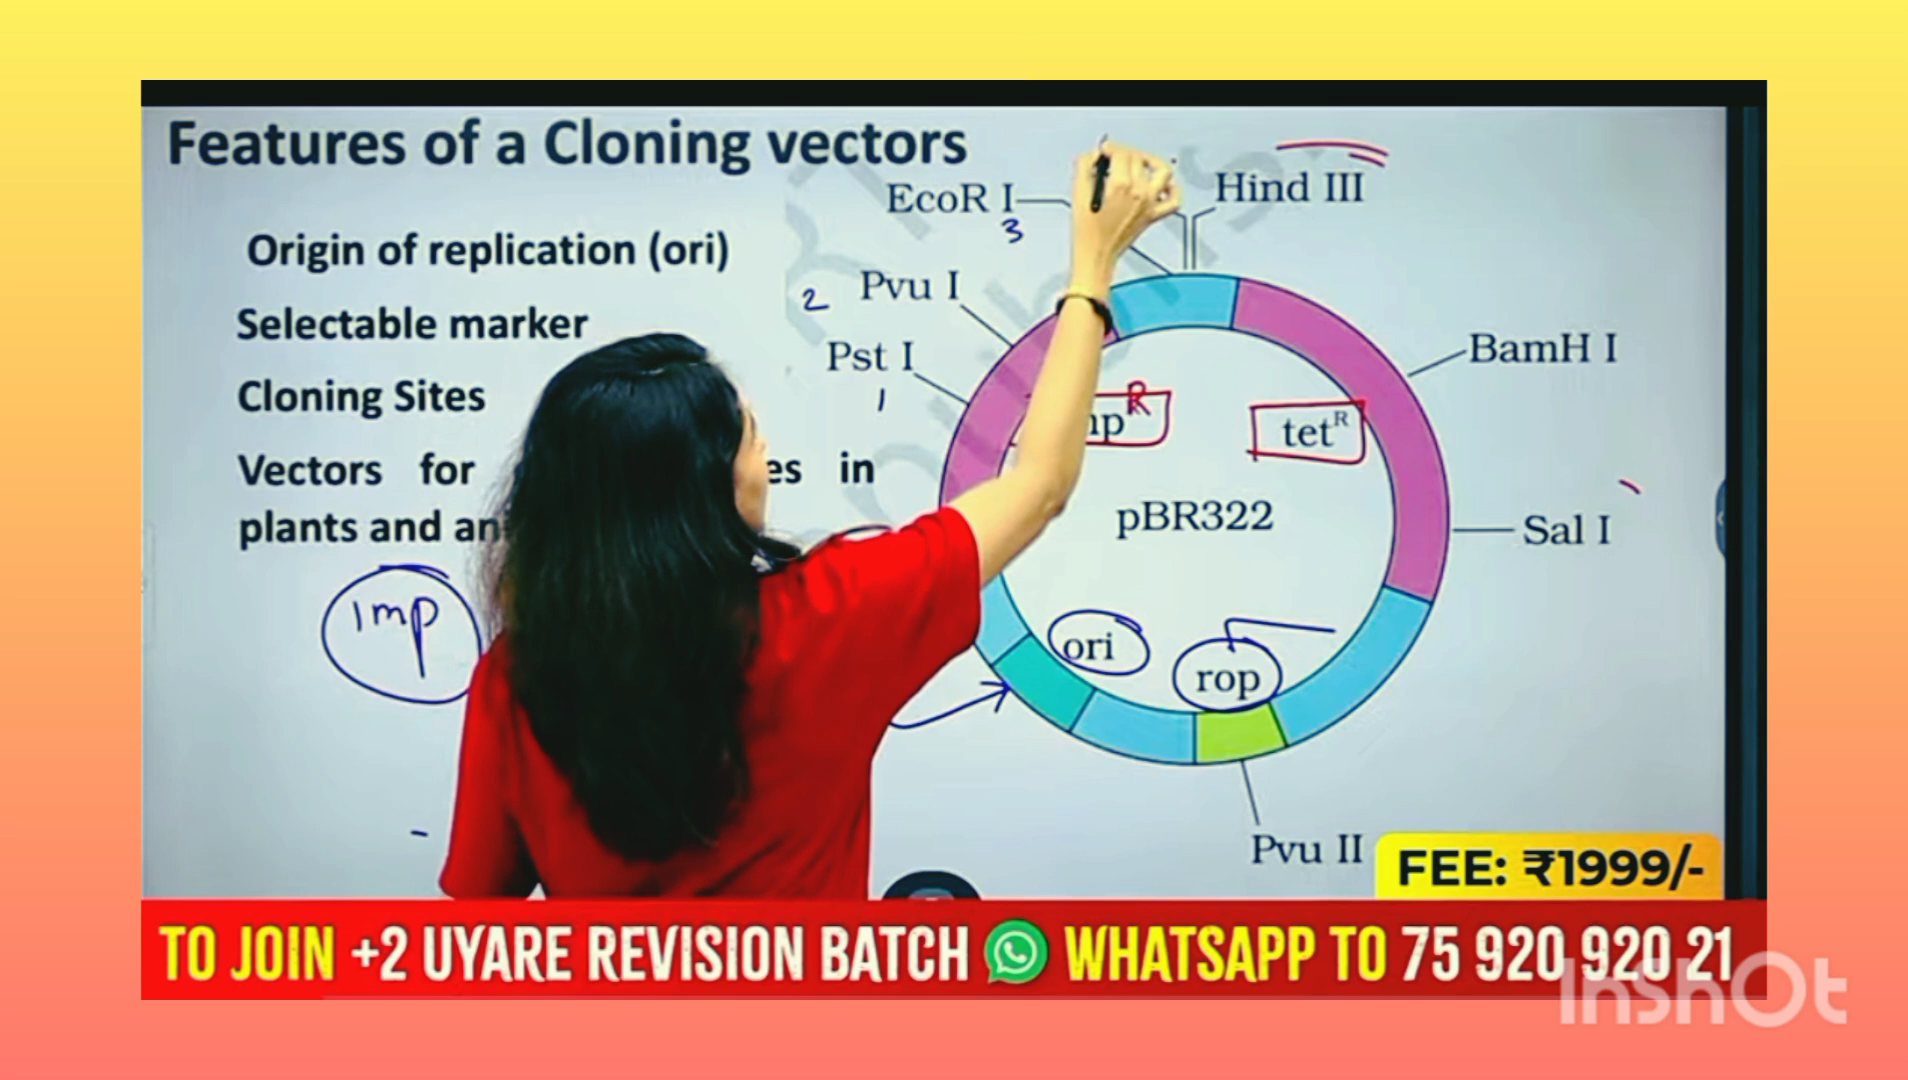 Features of a Cloning vectors
Origin of replication (ori)
Selectable marker
Cloning Sites
Vectors for in
plants and
imp
EcoR I
3
Hind III
2 Pvu I
Pst I
1
BamH I
R
tetR
pBR322
Sal I
ori
rop
Pvu II
FEE: ₹1999/-
TO JOIN +2 UYARE REVISION BATCH WHATSAPP TO 75 920 920 21
InShOt